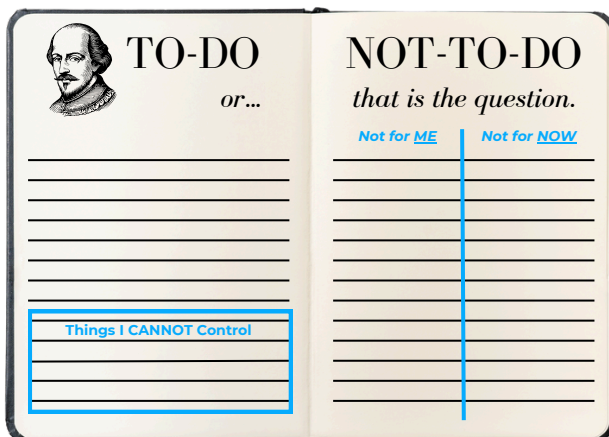 TO-DO
or...
Things I CANNOT Control
NOT-TO-DO
that is the question.
Not for ME
Not for NOW